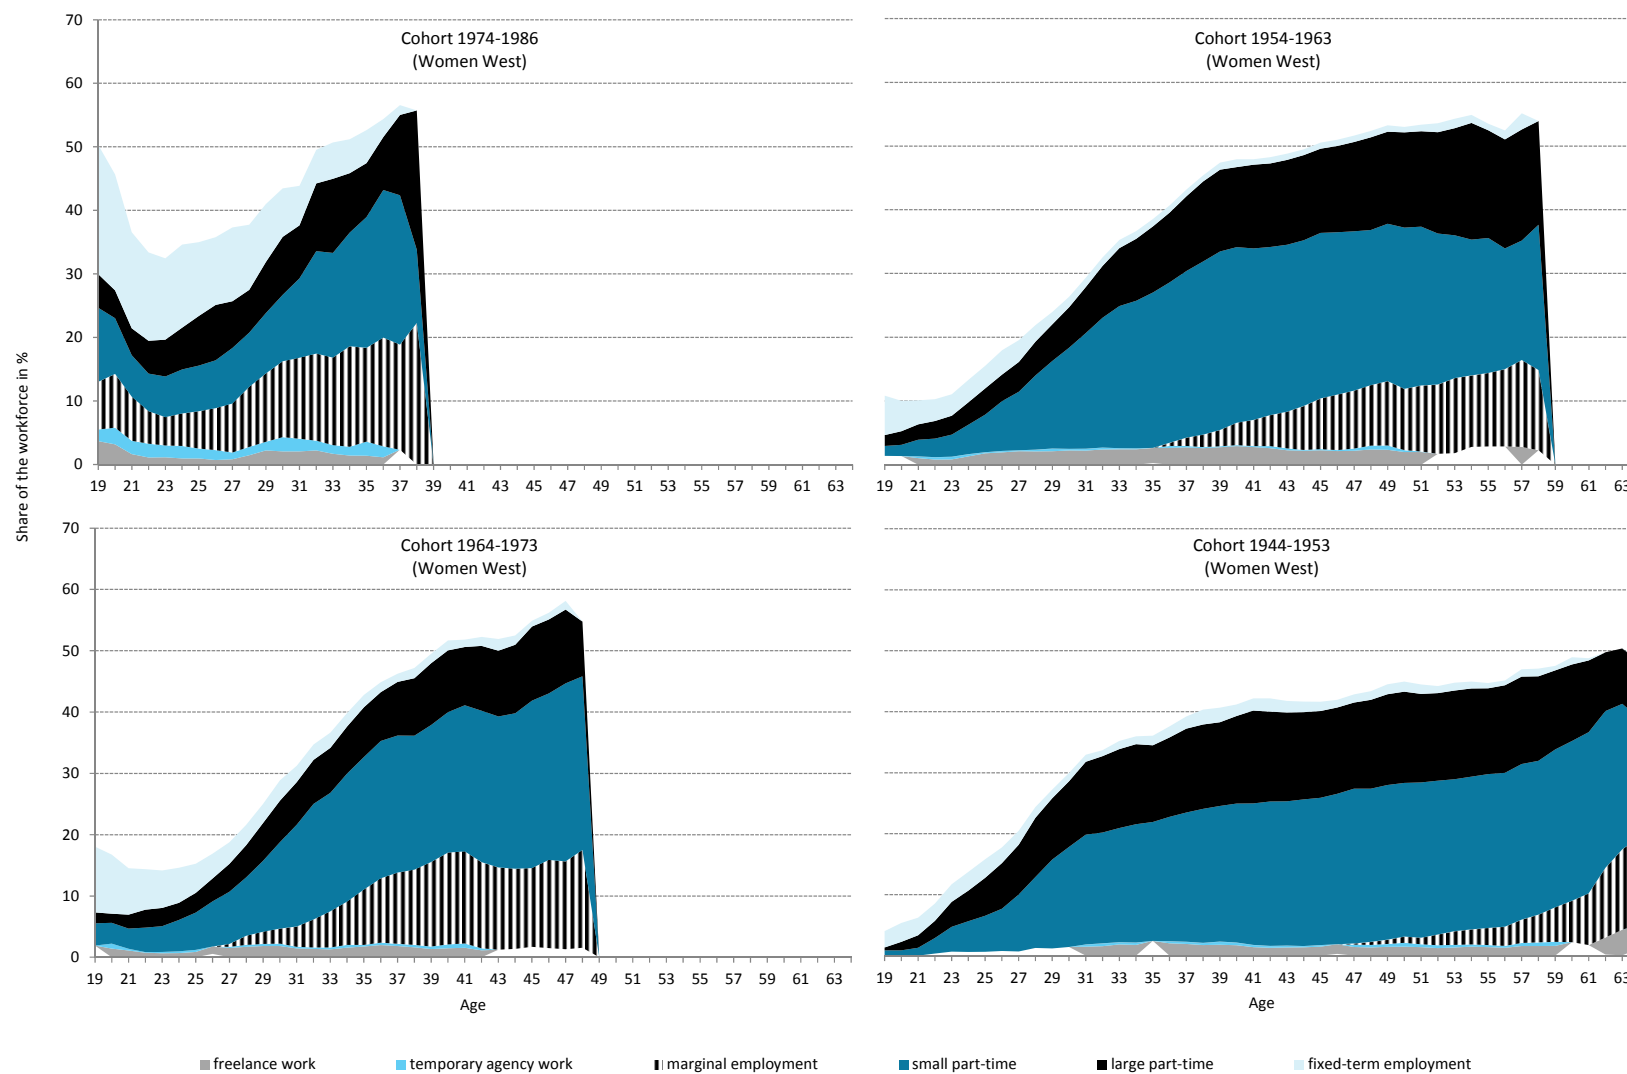 Share of the workforce in %
Cohort 1974-1986
(Women West)
70
60
50
40
30
20
10
0
19 21 23 25 27 29 31 33 35 37 39 41 43 45 47 49 51 53 55 57 59 61 63
Cohort 1954-1963
(Women West)
19 21 23 25 27 29 31 33 35 37 39 41 43 45 47 49 51 53 55 57 59 61 63
Cohort 1964-1973
(Women West)
70
60
50
40
30
20
10
0
19 21 23 25 27 29 31 33 35 37 39 41 43 45 47 49 51 53 55 57 59 61 63
Age
Cohort 1944-1953
(Women West)
19 21 23 25 27 29 31 33 35 37 39 41 43 45 47 49 51 53 55 57 59 61 63
Age
freelance work temporary agency work marginal employment small part-time large part-time fixed-term employment